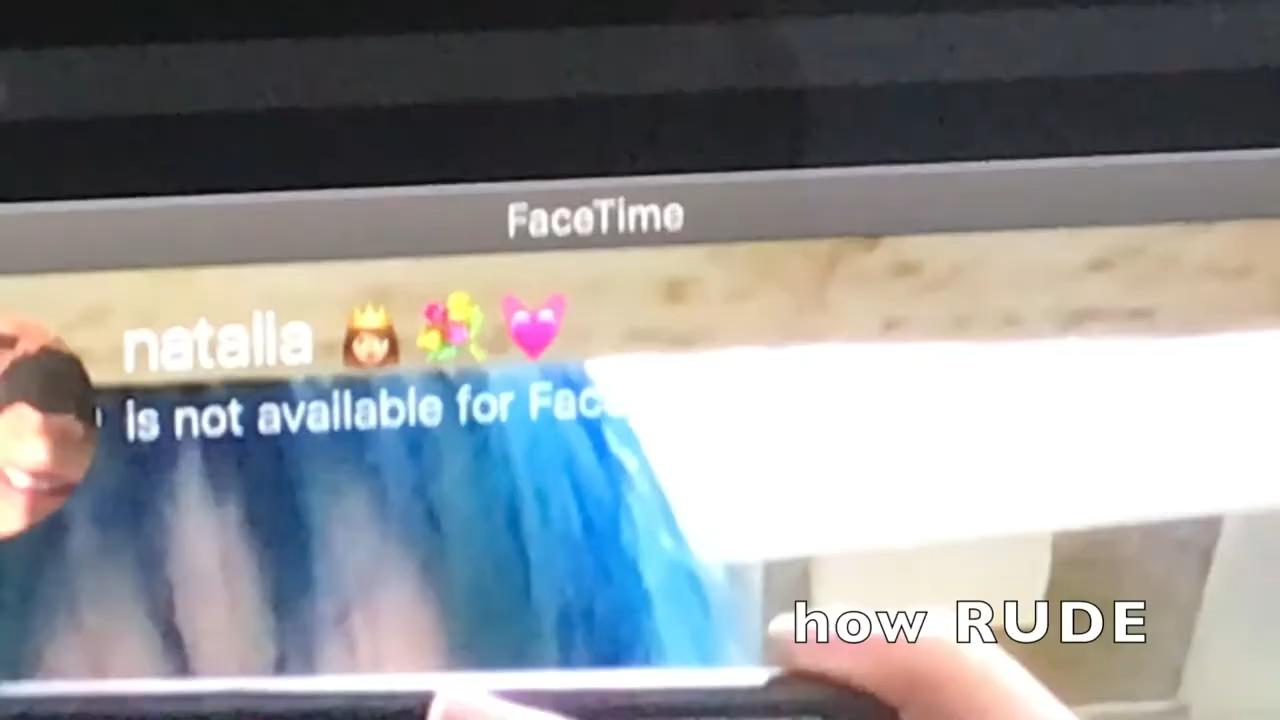 FaceTime
natalia 👸🏽 💐 💗
is not available for Fac
how RUDE